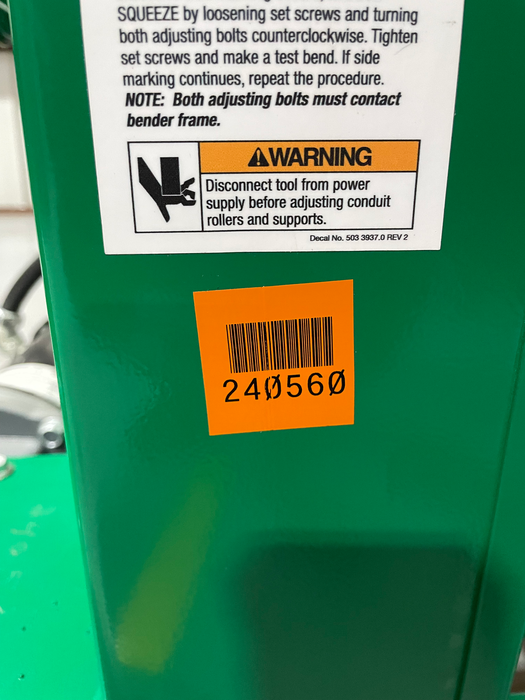 SQUEEZE by loosening set screws and turning
both adjusting bolts counterclockwise. Tighten
set screws and make a test bend. If side
marking continues, repeat the procedure.
NOTE: Both adjusting bolts must contact
bender frame.
WARNING
Disconnect tool from power
supply before adjusting conduit
rollers and supports.
Decal No. 503 3937.0 REV 2
240560